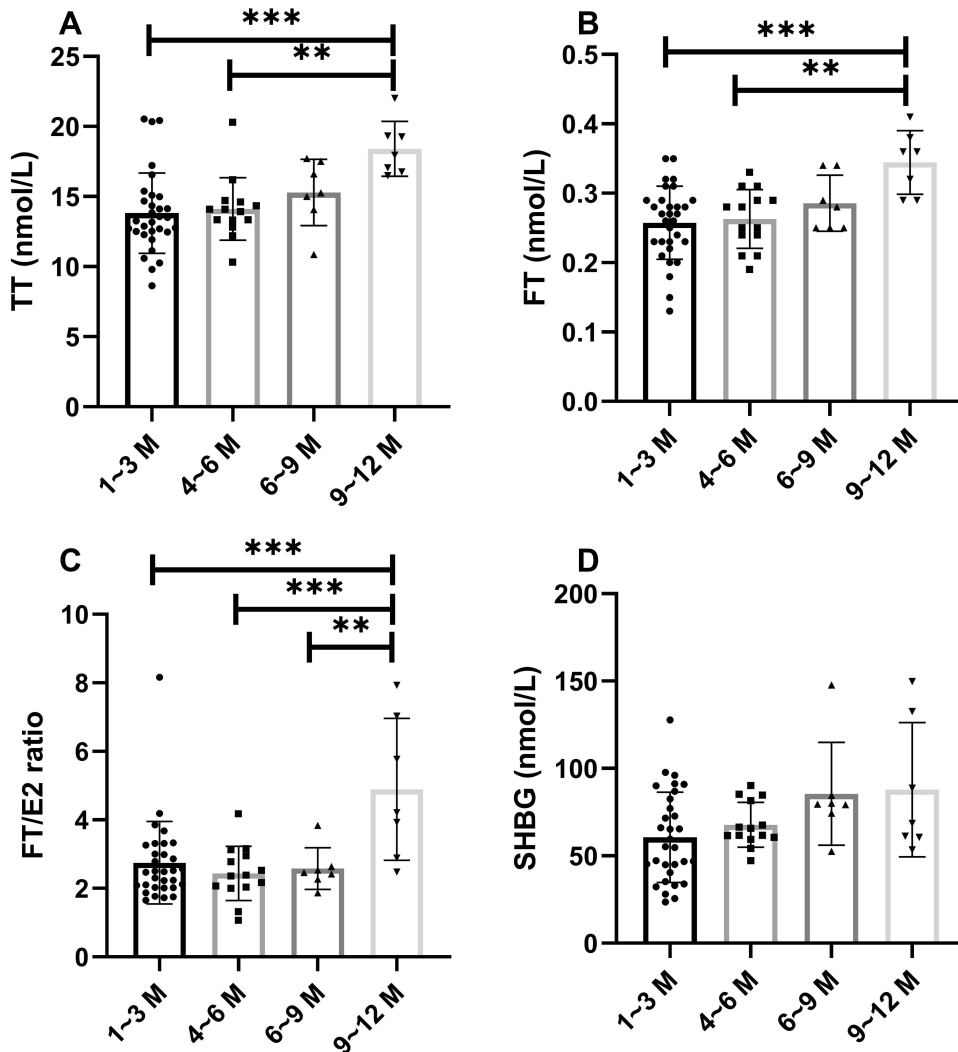 A
***
**
TT (nmol/L)
25
20
15
10
5
0
1~3 M
4~6 M
6~9 M
9~12 M
B
***
**
FT (nmol/L)
0.5
0.4
0.3
0.2
0.1
0.0
1~3 M
4~6 M
6~9 M
9~12 M
C
***
***
**
FT/E2 ratio
10
8
6
4
2
0
1~3 M
4~6 M
6~9 M
9~12 M
D
SHBG (nmol/L)
200
150
100
50
0
1~3 M
4~6 M
6~9 M
9~12 M